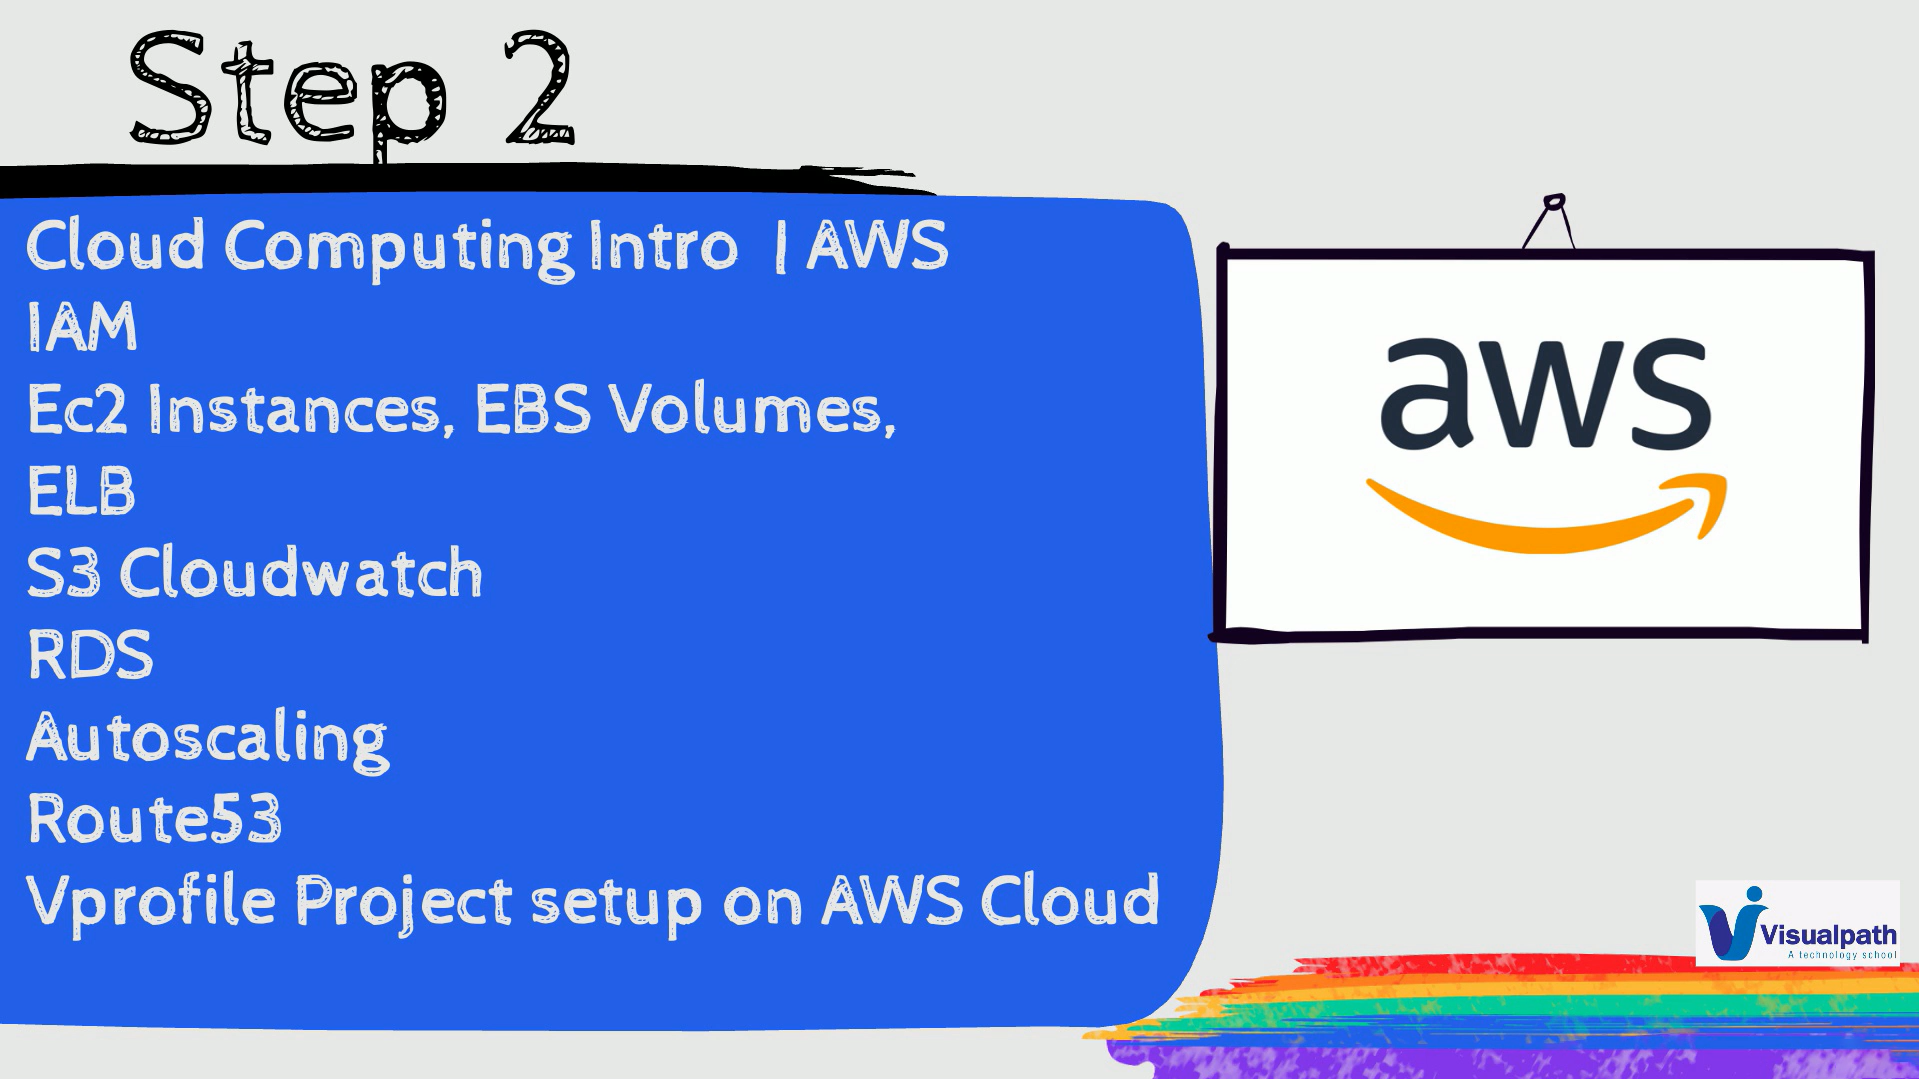 Step 2
Cloud Computing Intro | AWS
IAM
Ec2 Instances, EBS Volumes,
ELB
S3 Cloudwatch
RDS
Autoscaling
Route53
Vprofile Project setup on AWS Cloud
aws
Visualpath
A technology school